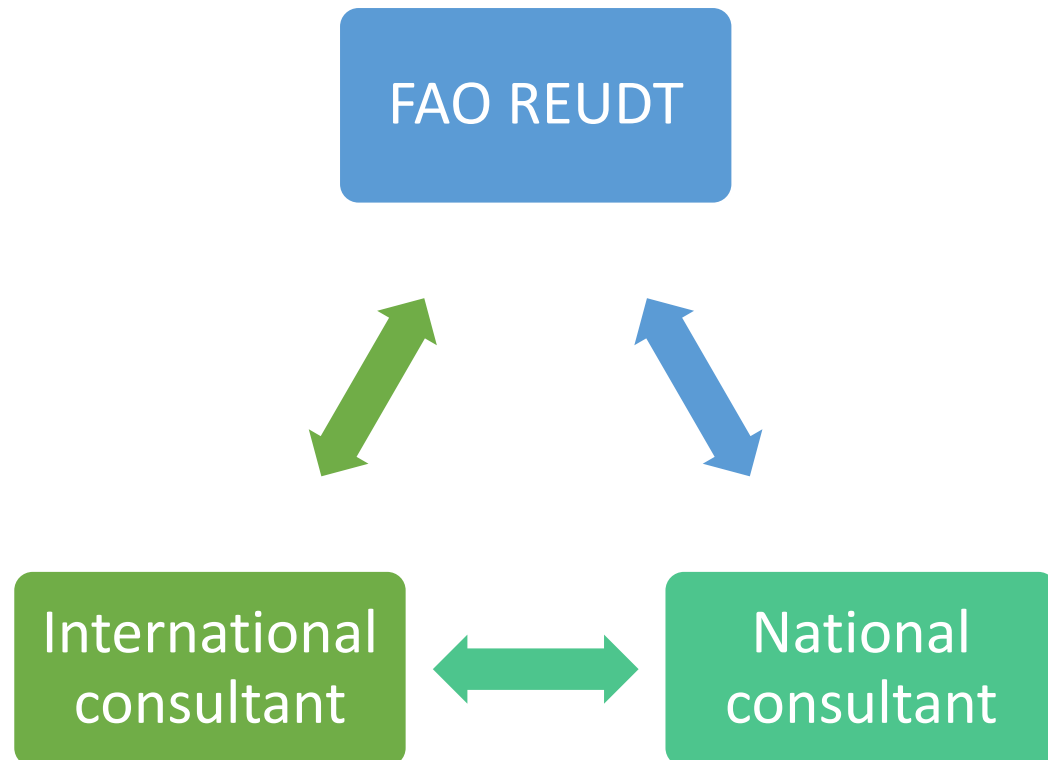 FAO REUDT
International
consultant
National
consultant